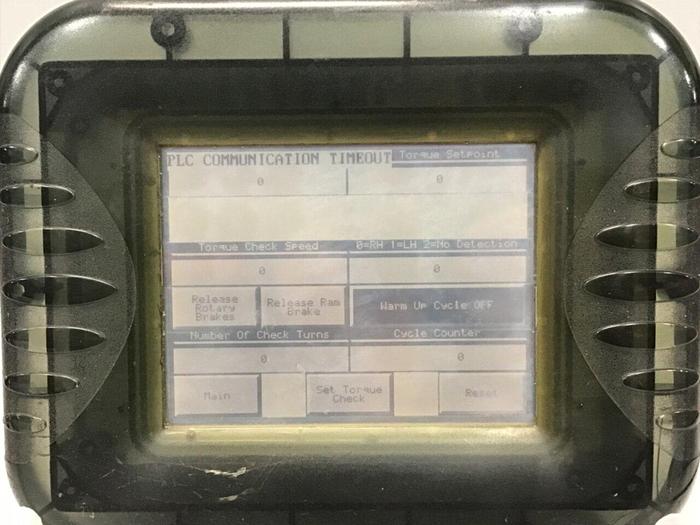 PLC COMMUNICATION TIMEOUT Torque Setpoint
0 0
Torque Check Speed 0=RH 1=LH 2=No Detection
0 0
Release
Rotary
Brakes
Release Ram
Brake
Warm Up Cycle OFF
Number Of Check Turns Cycle Counter
0 0
Main
Set Torque
Check
Reset